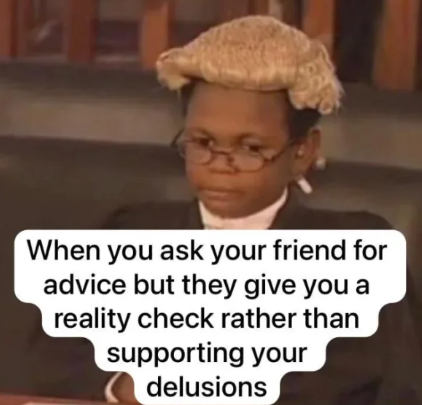 When you ask your friend for
advice but they give you a
reality check rather than
supporting your
delusions